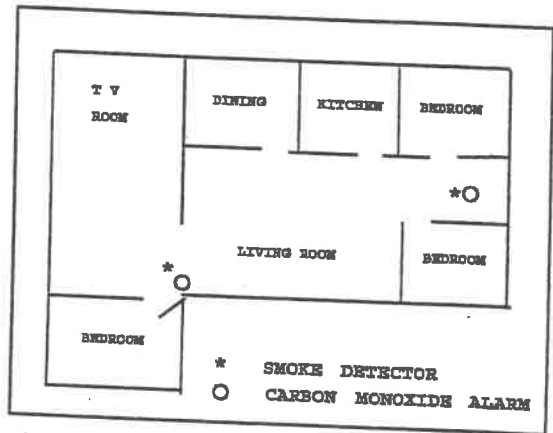 T V
ROOM
DINING
KITCHEN
BEDROOM
*
LIVING ROOM
BEDROOM
*
BEDROOM
* SMOKE DETECTOR
O CARBON MONOXIDE ALARM